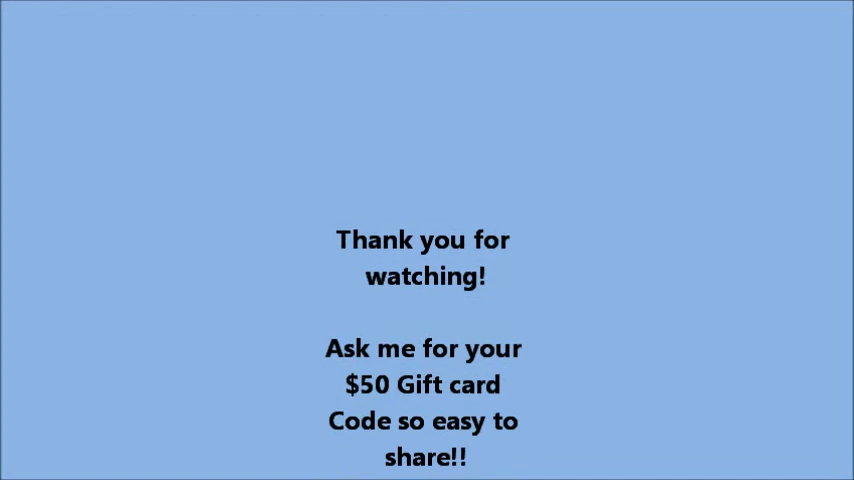 Thank you for
watching!
Ask me for your
$50 Gift card
Code so easy to
share!!